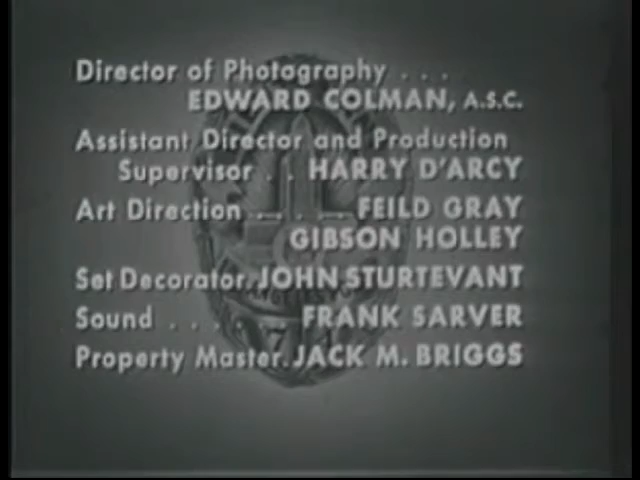 Director of Photography . . .
EDWARD COLMAN, A.S.C.
Assistant Director and Production
Supervisor . . HARRY D'ARCY
Art Direction . . . FEILD GRAY
GIBSON HOLLEY
Set Decorator. JOHN STURTEVANT
Sound . . . FRANK SARVER
Property Master. JACK M. BRIGGS